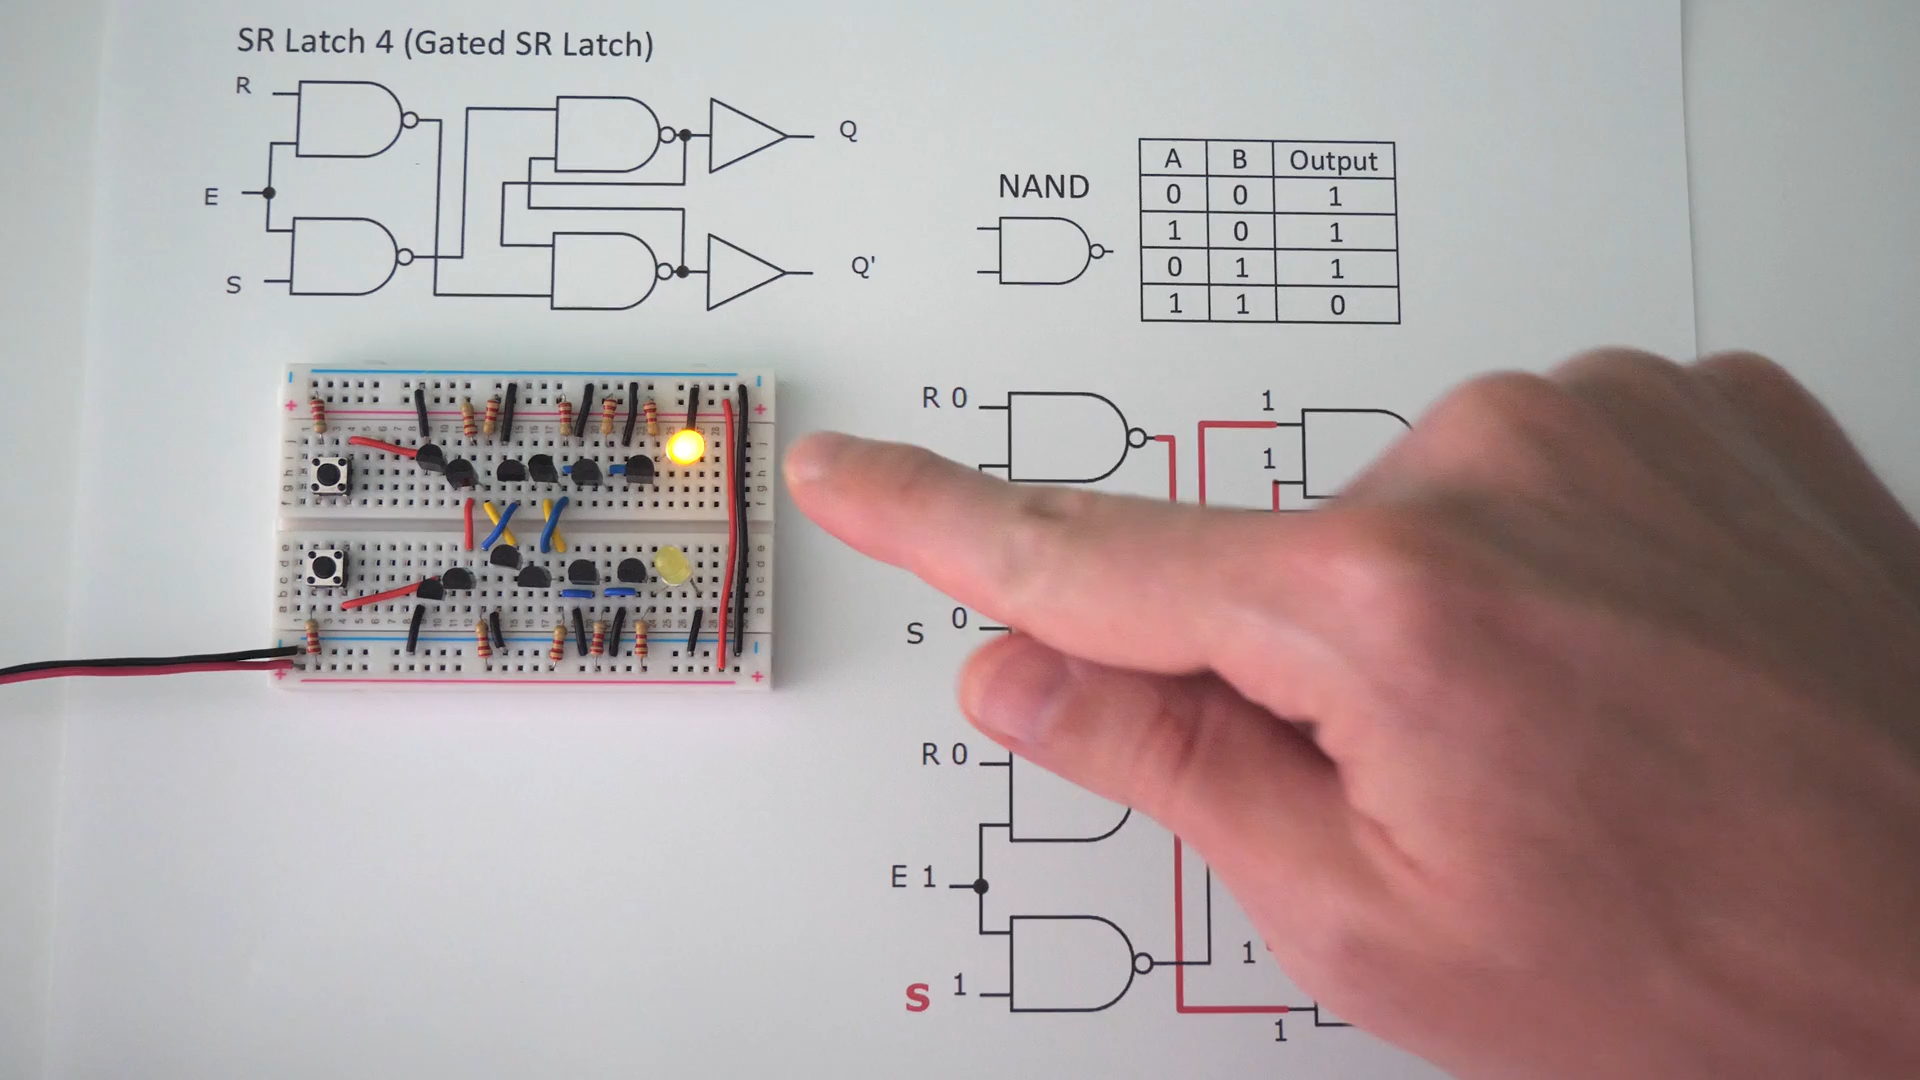 SR Latch 4 (Gated SR Latch)
R
E
S
Q
Q'
NAND
A B Output
0 0 1
1 0 1
0 1 1
1 1 0
R 0
1
1
S 0
R 0
E 1
S 1
1
1